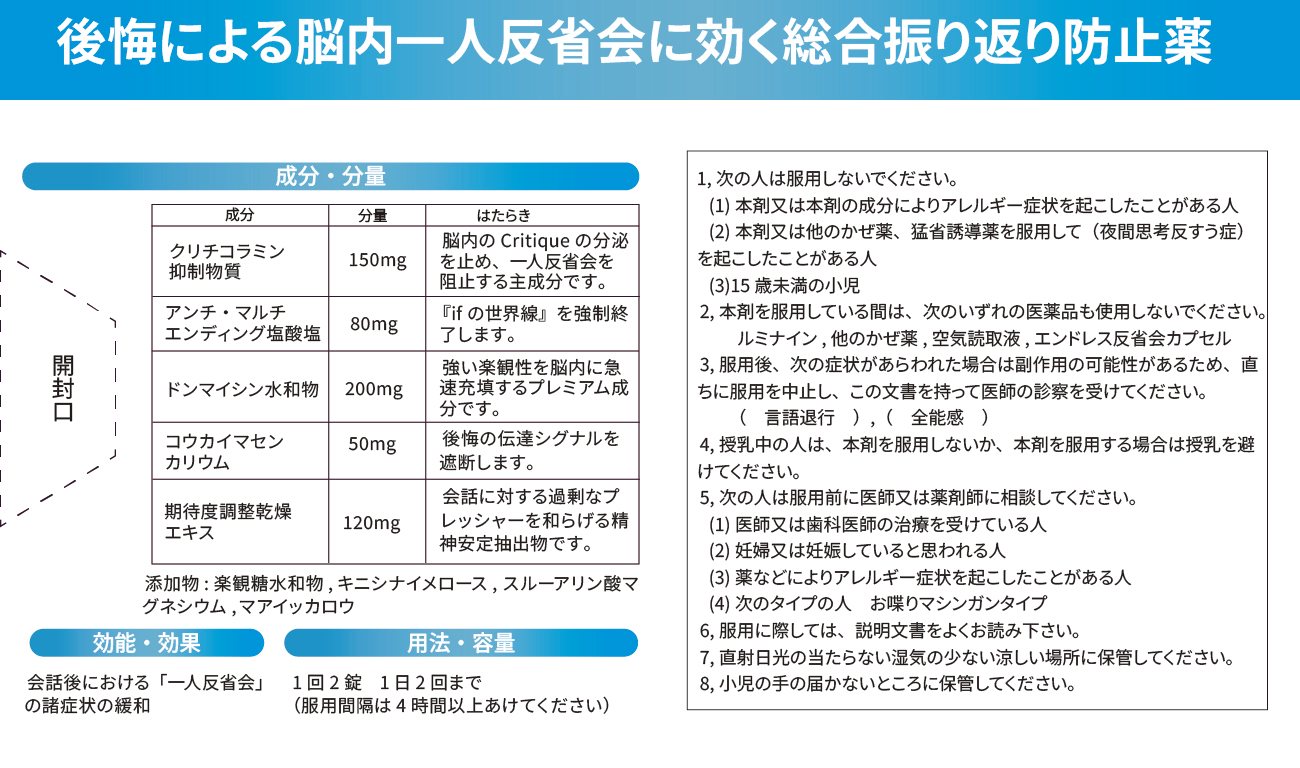 後悔による脳内一人反省会に効く総合振り返り防止薬
開封口
成分・分量
成分 分量 はたらき
クリチコラミン
抑制物質
150mg
脳内の Critique の分泌
を止め、一人反省会を
阻止する主成分です。
アンチ・マルチ
エンディング塩酸塩
80mg
『if の世界線』を強制終
了します。
ドンマイシン水和物
200mg
強い楽観性を脳内に急
速充填するプレミアム成
分です。
コウカイマセン
カリウム
50mg
後悔の伝達シグナルを
遮断します。
期待度調整乾燥
エキス
120mg
会話に対する過剰なプ
レッシャーを和らげる精
神安定抽出物です。
添加物 : 楽観糖水和物 , キニシナイメロース , スルーアリン酸マ
グネシウム , マアイッカロウ
効能・効果
会話後における「一人反省会」
の諸症状の緩和
用法・容量
1 回 2 錠　1 日 2 回まで
（服用間隔は 4 時間以上あけてください）
1, 次の人は服用しないでください。
(1) 本剤又は本剤の成分によりアレルギー症状を起こしたことがある人
(2) 本剤又は他のかぜ薬、猛省誘導薬を服用して（夜間思考反すう症）
を起こしたことがある人
(3)15 歳未満の小児
2, 本剤を服用している間は、次のいずれの医薬品も使用しないでください。
ルミナイン , 他のかぜ薬 , 空気読取液 , エンドレス反省会カプセル
3, 服用後、次の症状があらわれた場合は副作用の可能性があるため、直
ちに服用を中止し、この文書を持って医師の診察を受けてください。
（　言語退行　） , （　全能感　）
4, 授乳中の人は、本剤を服用しないか、本剤を服用する場合は授乳を避
けてください。
5, 次の人は服用前に医師又は薬剤師に相談してください。
(1) 医師又は歯科医師の治療を受けている人
(2) 妊婦又は妊娠していると思われる人
(3) 薬などによりアレルギー症状を起こしたことがある人
(4) 次のタイプの人　お喋りマシンガンタイプ
6, 服用に際しては、説明文書をよくお読み下さい。
7, 直射日光の当たらない湿気の少ない涼しい場所に保管してください。
8, 小児の手の届かないところに保管してください。